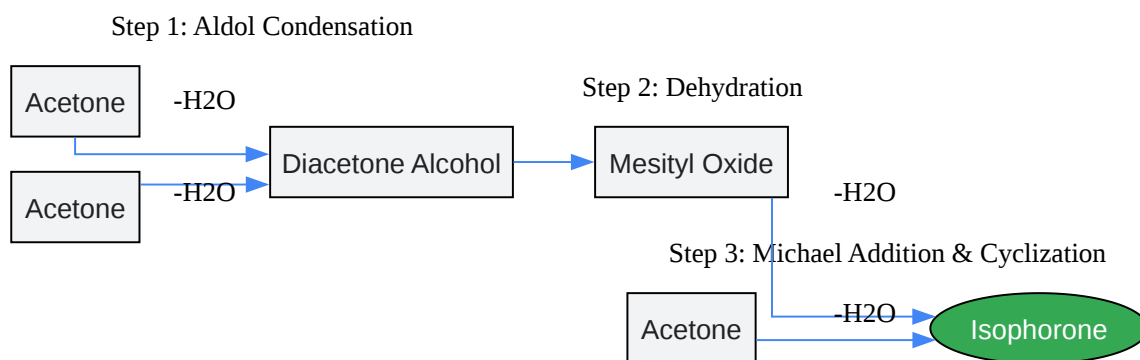 Step 1: Aldol Condensation
Acetone
-H2O
Acetone
-H2O
Diacetone Alcohol
Step 2: Dehydration
Mesityl Oxide
-H2O
Step 3: Michael Addition & Cyclization
Acetone
-H2O
Isophorone